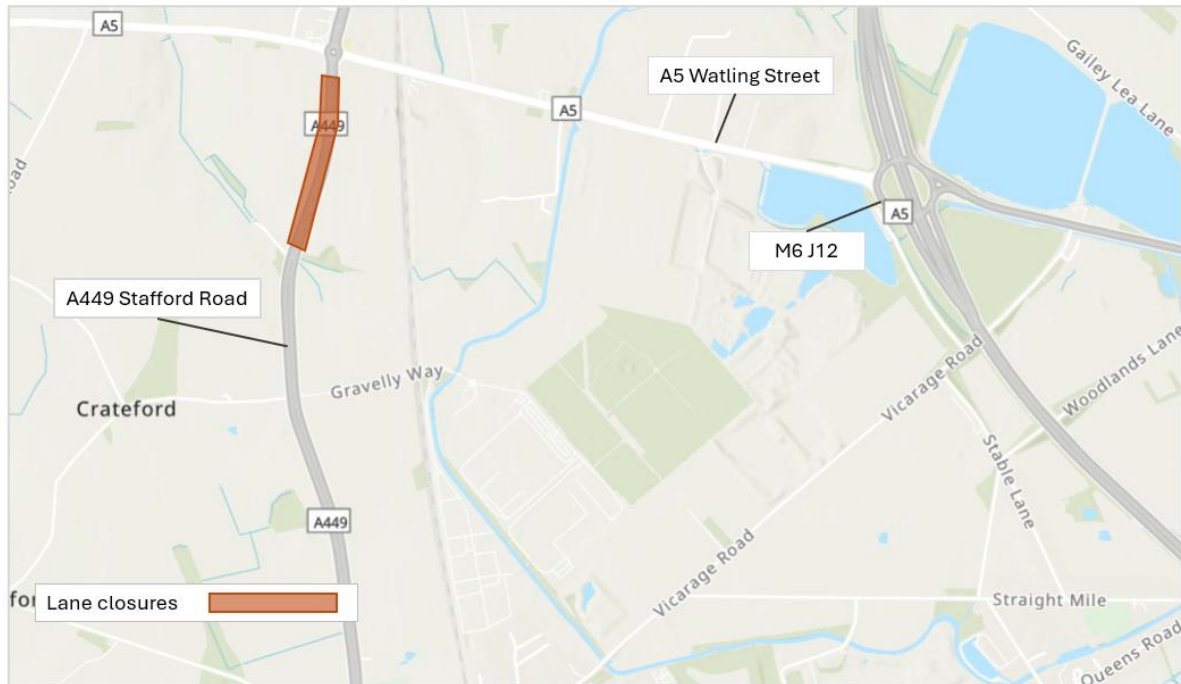 A5
Gailey Lea Lane
A5 Watling Street
A5
A449
A5
M6 J12
A449 Stafford Road
Gravelly Way
Crateford
Vicarage Road
Woodlands Lane
Stable Lane
A449
Vicarage Road
Lane closures
Straight Mile
Queens Road